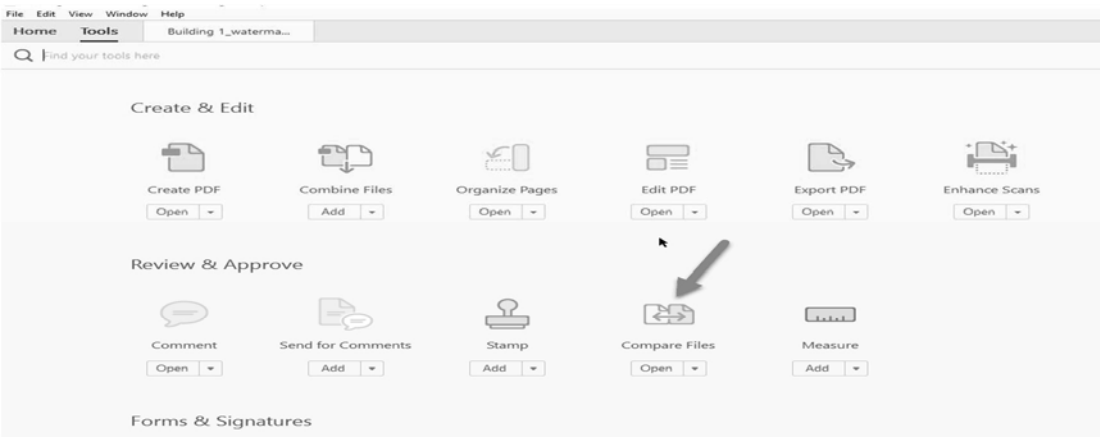 File Edit View Window Help
Home Tools Building 1_waterma...
Find your tools here
Create & Edit
Create PDF Combine Files Organize Pages Edit PDF Export PDF Enhance Scans
Open Add Open Open Open Open
Review & Approve
Comment Send for Comments Stamp Compare Files Measure
Open Add Add Open Add
Forms & Signatures